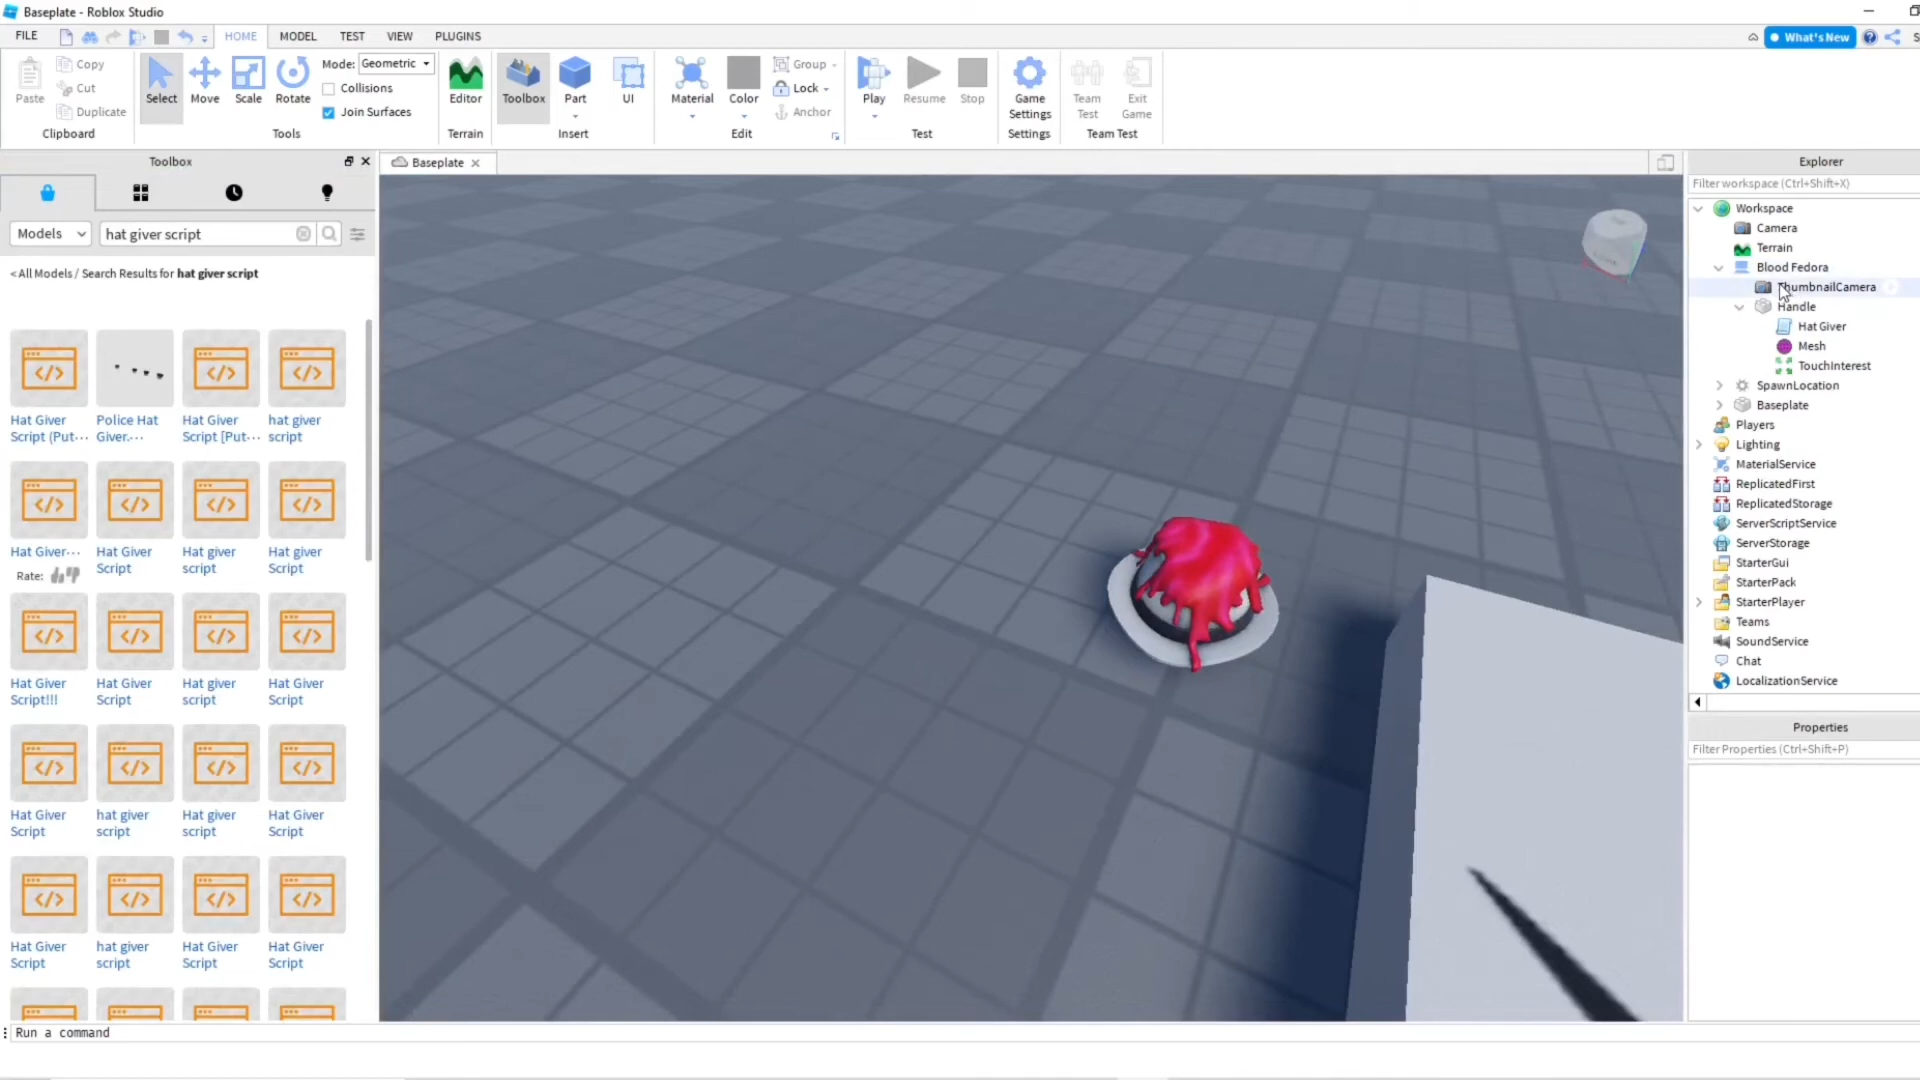 Baseplate - Roblox Studio
FILE
HOME
MODEL
TEST
VIEW
PLUGINS
What's New
Paste
Copy
Cut
Duplicate
Clipboard
Select
Move
Scale
Rotate
Mode: Geometric
Collisions
Join Surfaces
Tools
Editor
Terrain
Toolbox
Part
UI
Insert
Material
Color
Group
Lock
Anchor
Edit
Play
Resume
Stop
Test
Game
Settings
Settings
Team
Test
Exit
Game
Team Test
Toolbox
Models
hat giver script
< All Models / Search Results for hat giver script
Hat Giver
Script (Put···
Police Hat
Giver.···
Hat Giver
Script [Put···
hat giver
script
Hat Giver···
Rate:
Hat Giver
Script
Hat giver
script
Hat giver
Script
Hat Giver
Script!!!
Hat Giver
Script
Hat giver
script
Hat Giver
Script
Hat Giver
Script
hat giver
script
Hat giver
script
Hat Giver
Script
Hat Giver
Script
hat giver
script
Hat Giver
Script
Hat Giver
Script
Run a command
Baseplate
Explorer
Filter workspace (Ctrl+Shift+X)
Workspace
Camera
Terrain
Blood Fedora
ThumbnailCamera
Handle
Hat Giver
Mesh
TouchInterest
SpawnLocation
Baseplate
Players
Lighting
MaterialService
ReplicatedFirst
ReplicatedStorage
ServerScriptService
ServerStorage
StarterGui
StarterPack
StarterPlayer
Teams
SoundService
Chat
LocalizationService
Properties
Filter Properties (Ctrl+Shift+P)